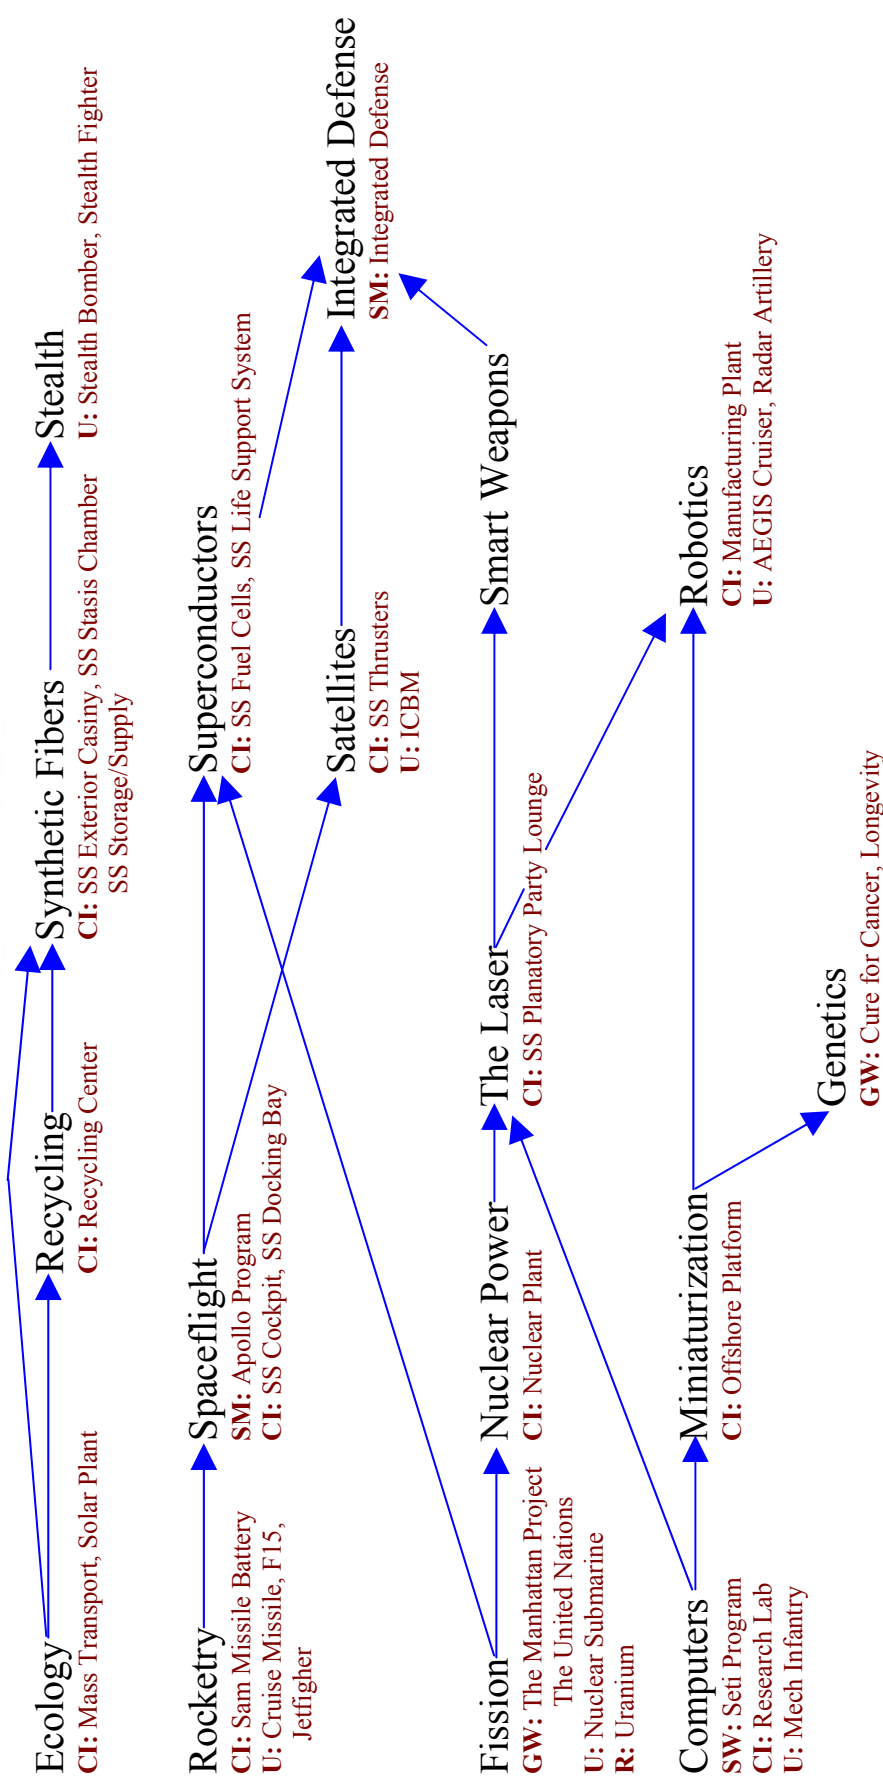 Ecology
CI: Mass Transport, Solar Plant
Recycling
CI: Recycling Center
Synthetic Fibers
CI: SS Exterior Casiny, SS Stasis Chamber
SS Storage/Supply
Stealth
U: Stealth Bomber, Stealth Fighter
Rocketry
CI: Sam Missile Battery
U: Cruise Missile, F15,
Jetfigher
Spaceflight
SM: Apollo Program
CI: SS Cockpit, SS Docking Bay
Superconductors
CI: SS Fuel Cells, SS Life Support System
Satellites
CI: SS Thrusters
U: ICBM
Integrated Defense
SM: Integrated Defense
Fission
GW: The Manhattan Project
The United Nations
U: Nuclear Submarine
R: Uranium
Nuclear Power
CI: Nuclear Plant
The Laser
CI: SS Planatory Party Lounge
Smart Weapons
Computers
SW: Seti Program
CI: Research Lab
U: Mech Infantry
Miniaturization
CI: Offshore Platform
Robotics
CI: Manufacturing Plant
U: AEGIS Cruiser, Radar Artillery
Genetics
GW: Cure for Cancer, Longevity